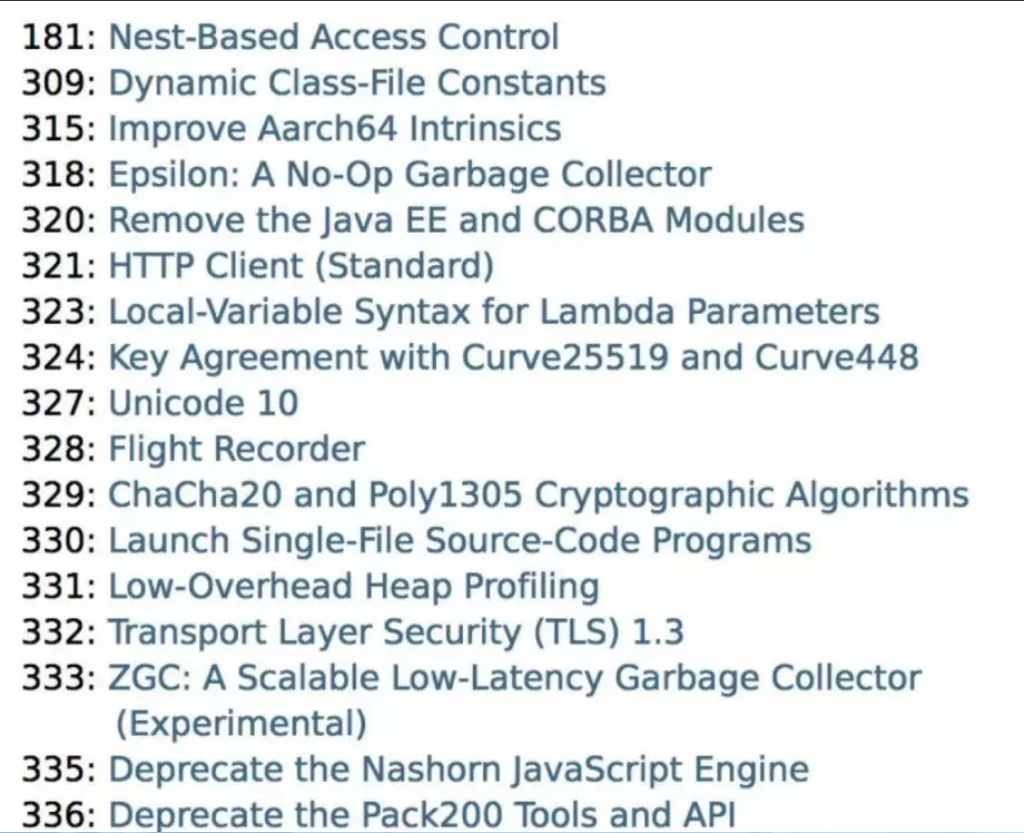 181: Nest-Based Access Control
309: Dynamic Class-File Constants
315: Improve Aarch64 Intrinsics
318: Epsilon: A No-Op Garbage Collector
320: Remove the Java EE and CORBA Modules
321: HTTP Client (Standard)
323: Local-Variable Syntax for Lambda Parameters
324: Key Agreement with Curve25519 and Curve448
327: Unicode 10
328: Flight Recorder
329: ChaCha20 and Poly1305 Cryptographic Algorithms
330: Launch Single-File Source-Code Programs
331: Low-Overhead Heap Profiling
332: Transport Layer Security (TLS) 1.3
333: ZGC: A Scalable Low-Latency Garbage Collector
(Experimental)
335: Deprecate the Nashorn JavaScript Engine
336: Deprecate the Pack200 Tools and API